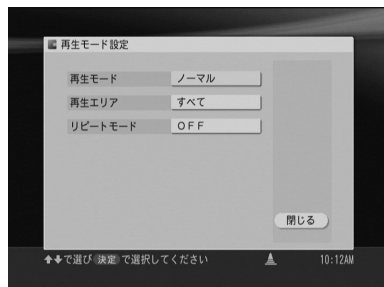 再生モード設定
再生モード ノーマル
再生エリア すべて
リピートモード OFF
閉じる
で選び 決定 で選択してください 10:12AM